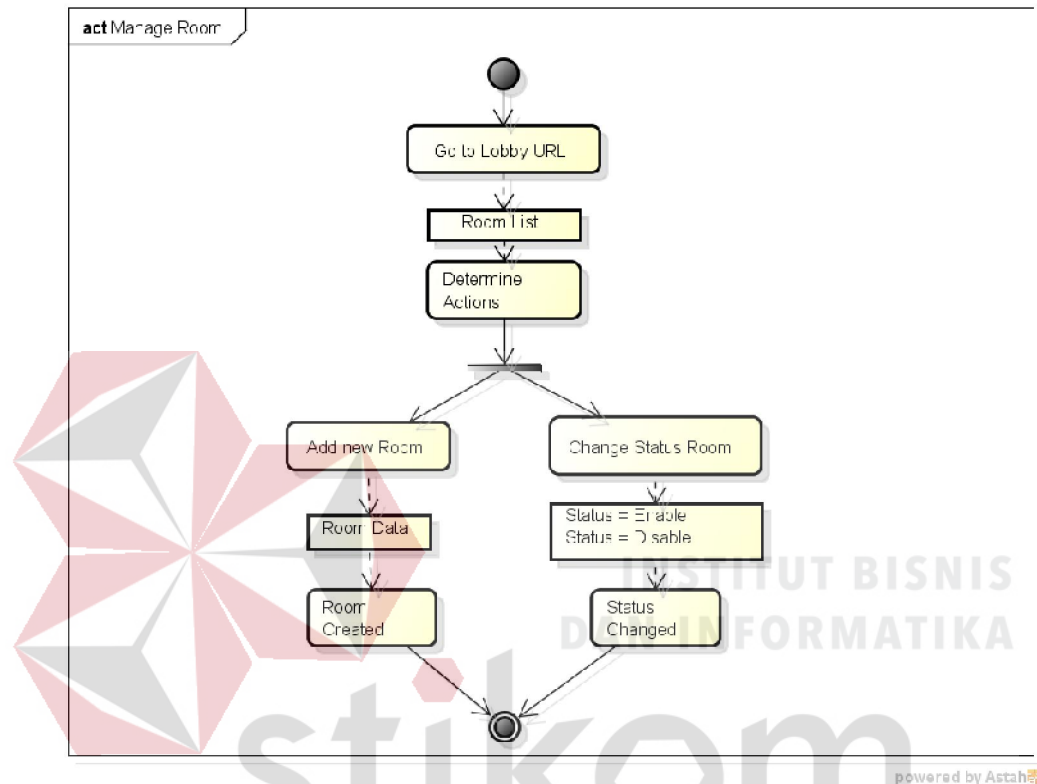 act Manage Room
Go to Lobby URL
Room List
Determine
Actions
Add new Room
Change Status Room
Room Data
Status = Enable
Status = Disable
INSTITUT BISNIS
DAN INFORMATIKA
Room
Created
Status
Changed
stikom
powered by Astah